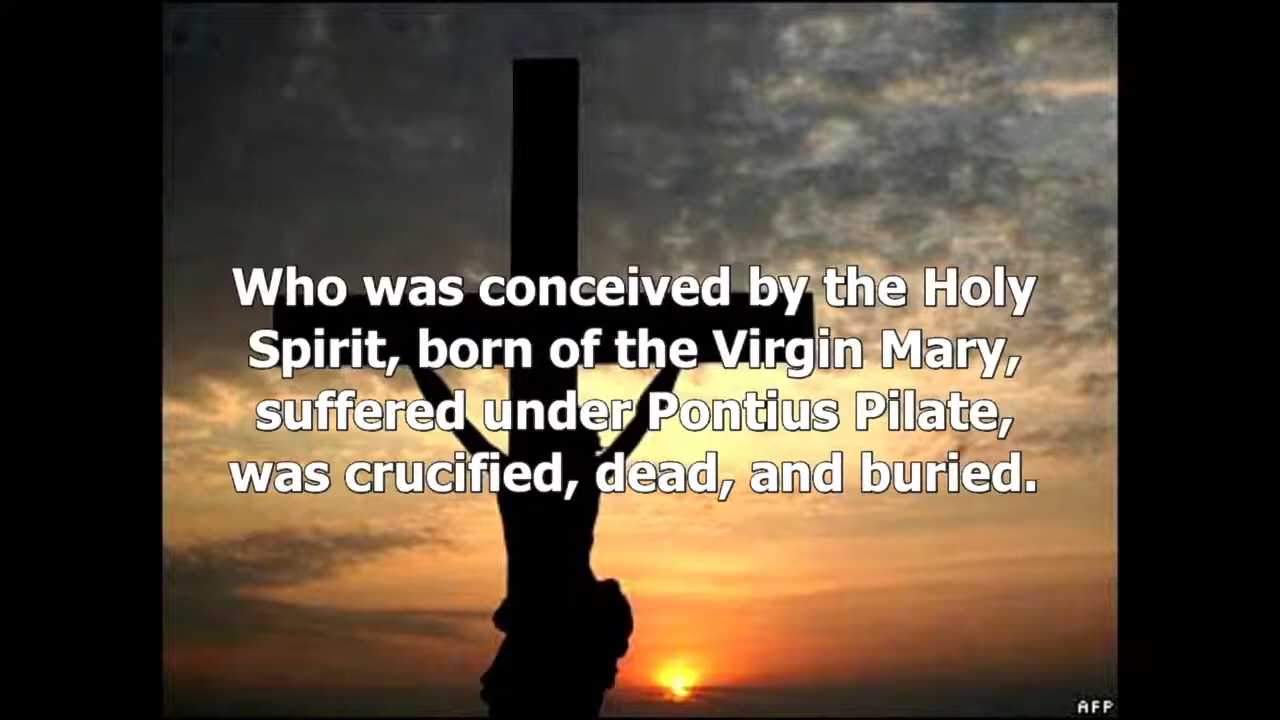 Who was conceived by the Holy
Spirit, born of the Virgin Mary,
suffered under Pontius Pilate,
was crucified, dead, and buried.
AFP